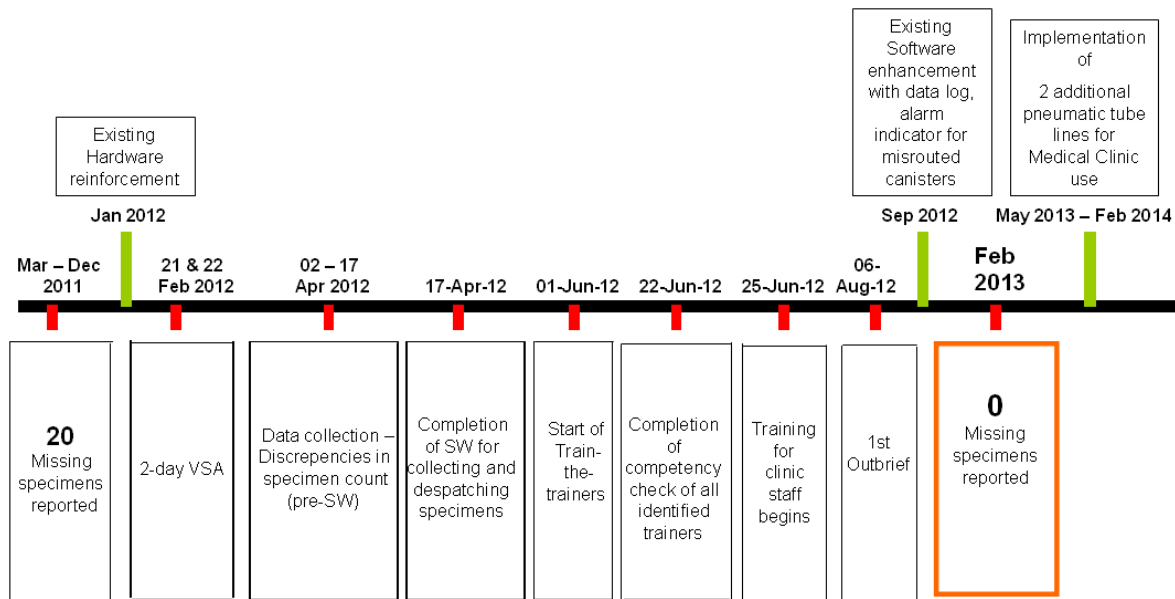 Existing
Hardware
reinforcement
Jan 2012
Existing
Software
enhancement
with data log,
alarm
indicator for
misrouted
canisters
Sep 2012
Implementation
of
2 additional
pneumatic tube
lines for
Medical Clinic
use
May 2013 – Feb 2014
Mar – Dec
2011
21 & 22
Feb 2012
02 – 17
Apr 2012
17-Apr-12
01-Jun-12
22-Jun-12
25-Jun-12
06-
Aug-12
Feb
2013
20
Missing
specimens
reported
2-day VSA
Data collection –
Discrepencies in
specimen count
(pre-SW)
Completion
of SW for
collecting and
despatching
specimens
Start of
Train-
the-
trainers
Completion
of
competency
check of all
identified
trainers
Training
for
clinic
staff
begins
1st
Outbrief
0
Missing
specimens
reported